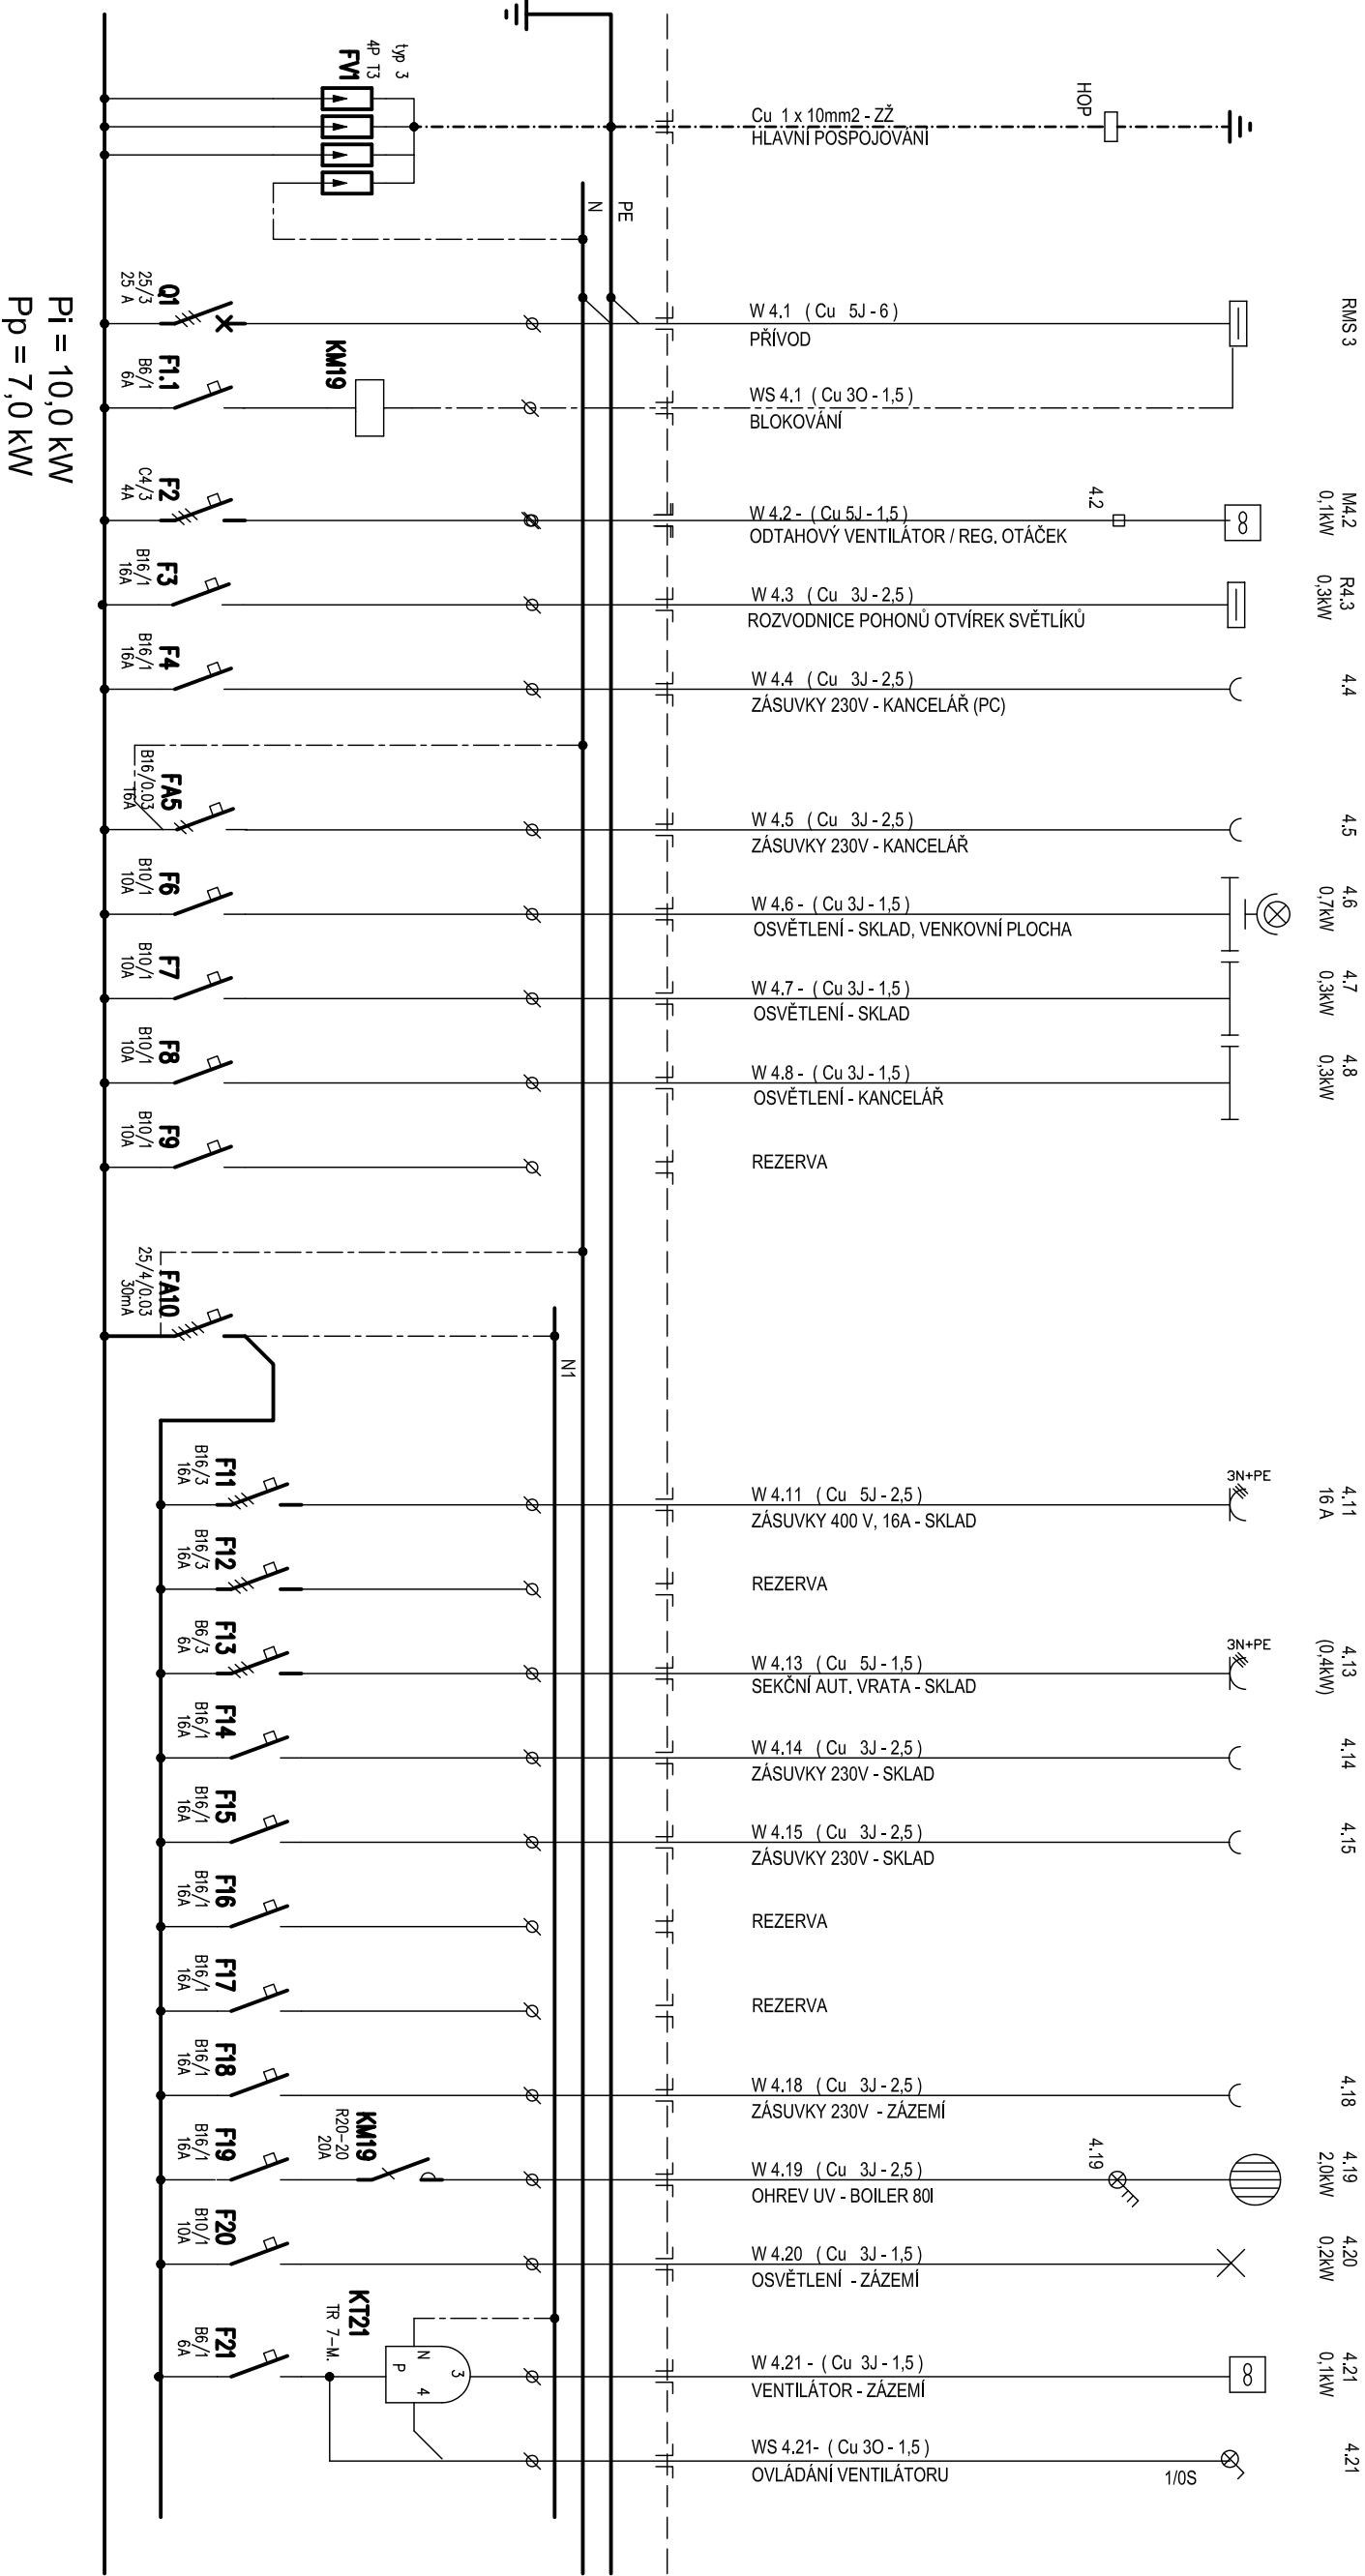 typ 3
4P T3
FV1
HOP
Cu 1 x 10mm2 - ZŽ
HLAVNÍ POSPOJOVÁNÍ
N
PE
RMS 3
Q1
25/3
25 A
W 4.1 ( Cu 5J - 6 )
PŘÍVOD
Pi = 10,0 kW
Pp = 7,0 kW
F1.1
B6/1
6A
KM19
WS 4.1 ( Cu 3O - 1,5 )
BLOKOVÁNÍ
F2
C4/3
4A
W 4.2 - ( Cu 5J - 1,5 )
ODTAHOVÝ VENTILÁTOR / REG. OTÁČEK
4.2
M4.2
0,1kW
F3
B16/1
16A
W 4.3 ( Cu 3J - 2,5 )
ROZVODNICE POHONŮ OTVÍREK SVĚTLÍKŮ
R4.3
0,3kW
F4
B16/1
16A
W 4.4 ( Cu 3J - 2,5 )
ZÁSUVKY 230V - KANCELÁŘ (PC)
4.4
FA5
B16/0.03
16A
W 4.5 ( Cu 3J - 2,5 )
ZÁSUVKY 230V - KANCELÁŘ
4.5
F6
B10/1
10A
W 4.6 - ( Cu 3J - 1,5 )
OSVĚTLENÍ - SKLAD, VENKOVNÍ PLOCHA
4.6
0,7kW
F7
B10/1
10A
W 4.7 - ( Cu 3J - 1,5 )
OSVĚTLENÍ - SKLAD
4.7
0,3kW
F8
B10/1
10A
W 4.8 - ( Cu 3J - 1,5 )
OSVĚTLENÍ - KANCELÁŘ
4.8
0,3kW
F9
B10/1
10A
REZERVA
FA10
25/4/0.03
30mA
N1
F11
B16/3
16A
W 4.11 ( Cu 5J - 2,5 )
ZÁSUVKY 400 V, 16A - SKLAD
3N+PE
4.11
16 A
F12
B16/3
16A
REZERVA
F13
B6/3
6A
W 4.13 ( Cu 5J - 1,5 )
SEKČNÍ AUT. VRATA - SKLAD
3N+PE
4.13
(0,4kW)
F14
B16/1
16A
W 4.14 ( Cu 3J - 2,5 )
ZÁSUVKY 230V - SKLAD
4.14
F15
B16/1
16A
W 4.15 ( Cu 3J - 2,5 )
ZÁSUVKY 230V - SKLAD
4.15
F16
B16/1
16A
REZERVA
F17
B16/1
16A
REZERVA
F18
B16/1
16A
W 4.18 ( Cu 3J - 2,5 )
ZÁSUVKY 230V - ZÁZEMÍ
4.18
F19
B16/1
16A
KM19
R20-20
20A
W 4.19 ( Cu 3J - 2,5 )
OHREV UV - BOILER 80l
4.19
4.19
2,0kW
F20
B10/1
10A
W 4.20 ( Cu 3J - 1,5 )
OSVĚTLENÍ - ZÁZEMÍ
4.20
0,2kW
F21
B6/1
6A
KT21
TR 7-M.
N
P
3
4
W 4.21 - ( Cu 3J - 1,5 )
VENTILÁTOR - ZÁZEMÍ
4.21
0,1kW
WS 4.21- ( Cu 3O - 1,5 )
OVLÁDÁNÍ VENTILÁTORU
1/0S
4.21